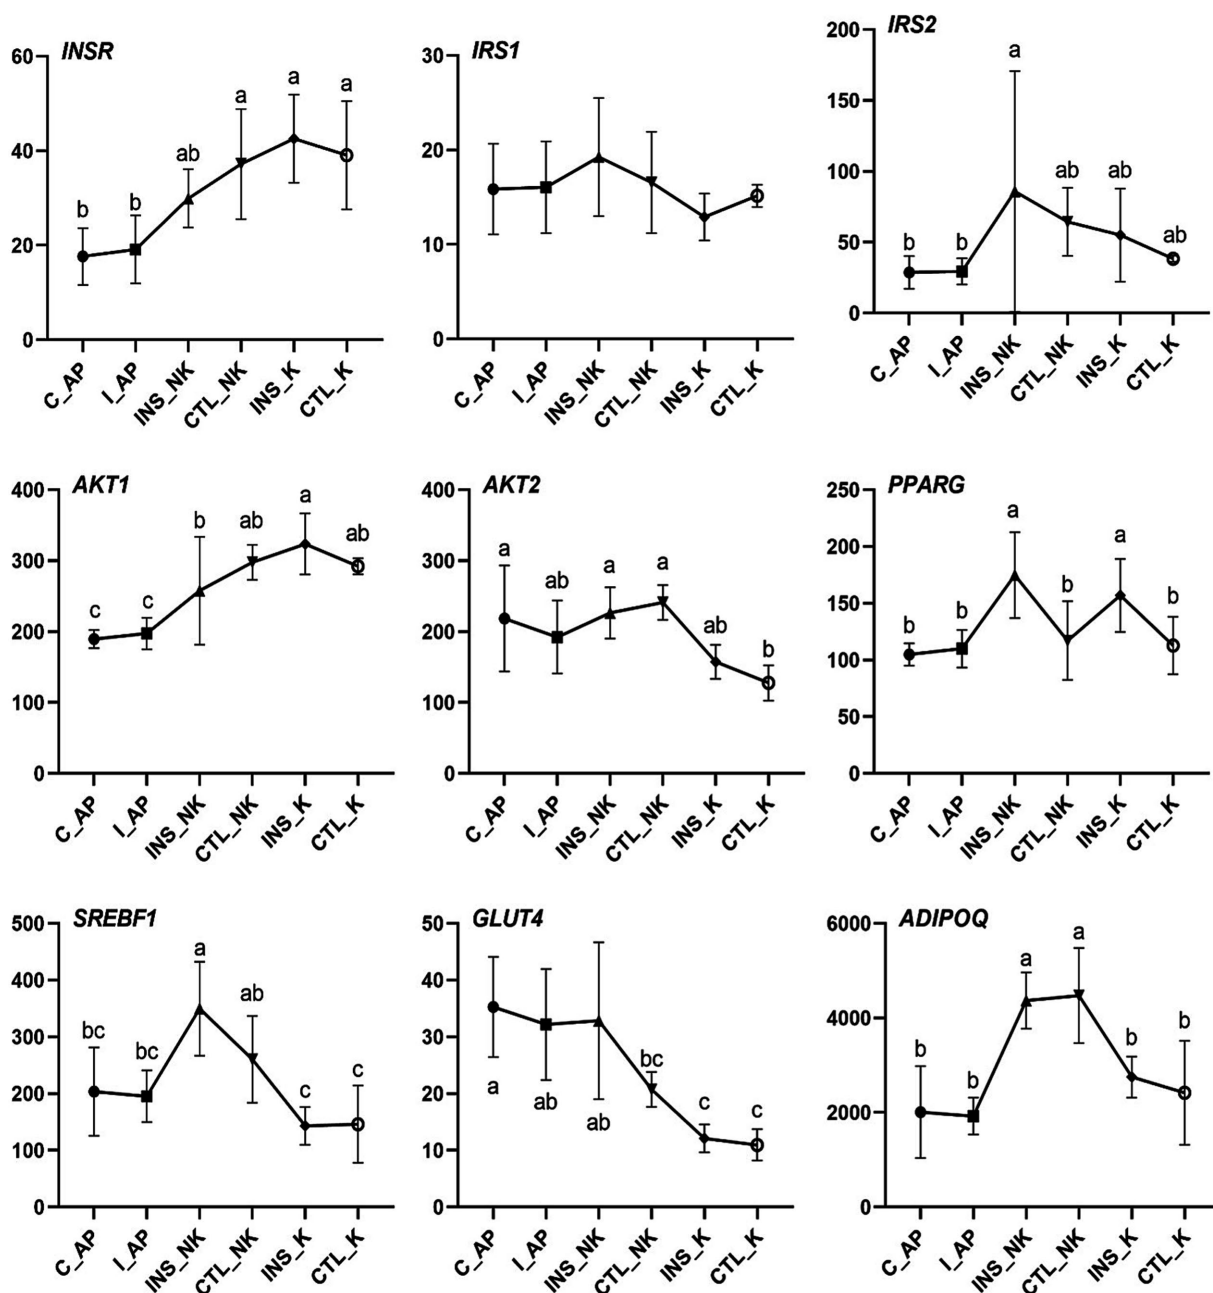 INSR
60
40
20
0
b
b
ab
a
a
a
C_AP
I_AP
INS_NK
CTL_NK
INS_K
CTL_K
IRS1
30
20
10
0
C_AP
I_AP
INS_NK
CTL_NK
INS_K
CTL_K
IRS2
200
150
100
50
0
b
b
a
ab
ab
ab
C_AP
I_AP
INS_NK
CTL_NK
INS_K
CTL_K
AKT1
400
300
200
100
0
c
c
b
ab
a
ab
C_AP
I_AP
INS_NK
CTL_NK
INS_K
CTL_K
AKT2
400
300
200
100
0
a
ab
a
a
ab
b
C_AP
I_AP
INS_NK
CTL_NK
INS_K
CTL_K
PPARG
250
200
150
100
50
0
b
b
a
b
a
b
C_AP
I_AP
INS_NK
CTL_NK
INS_K
CTL_K
SREBF1
500
400
300
200
100
0
bc
bc
a
ab
c
c
C_AP
I_AP
INS_NK
CTL_NK
INS_K
CTL_K
GLUT4
50
40
30
20
10
0
a
ab
ab
bc
c
c
C_AP
I_AP
INS_NK
CTL_NK
INS_K
CTL_K
ADIPOQ
6000
4000
2000
0
b
b
a
a
b
b
C_AP
I_AP
INS_NK
CTL_NK
INS_K
CTL_K